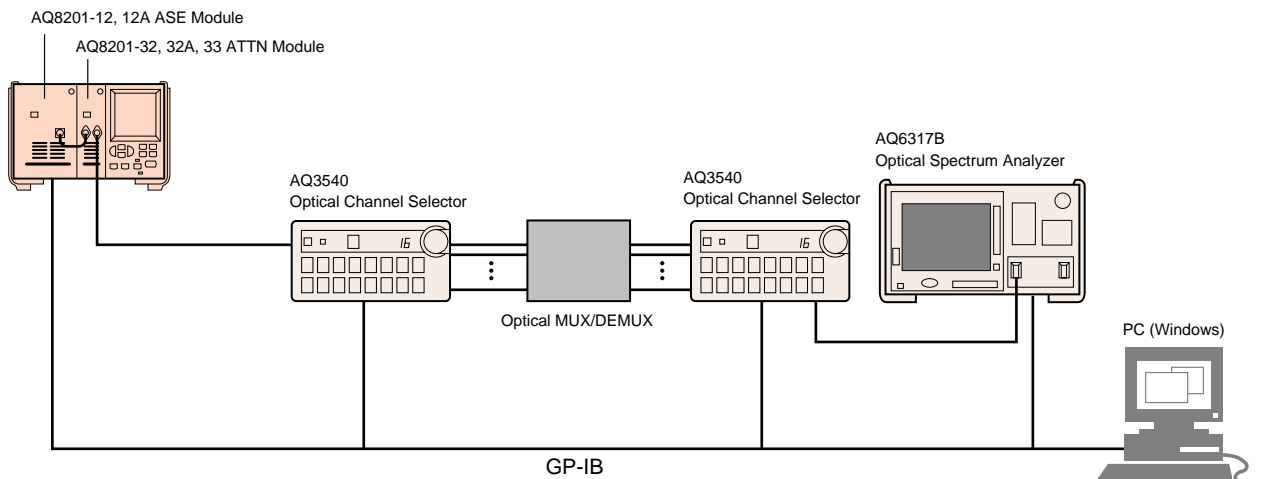 AQ8201-12, 12A ASE Module
AQ8201-32, 32A, 33 ATTN Module
AQ6317B
Optical Spectrum Analyzer
AQ3540
Optical Channel Selector
AQ3540
Optical Channel Selector
16
16
Optical MUX/DEMUX
PC (Windows)
GP-IB